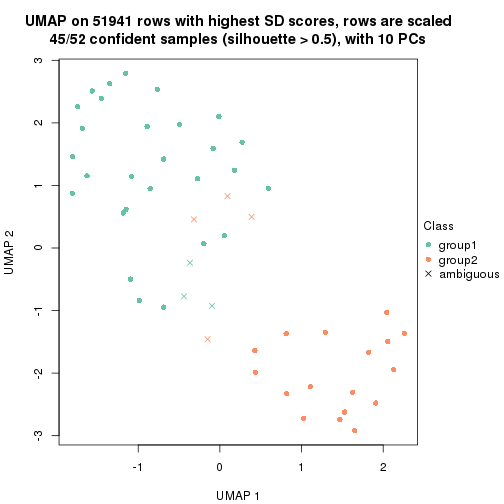 UMAP on 51941 rows with highest SD scores, rows are scaled
45/52 confident samples (silhouette > 0.5), with 10 PCs
3
2
1
0
-1
-2
-3
UMAP 2
-1
0
1
2
UMAP 1
Class
group1
group2
ambiguous